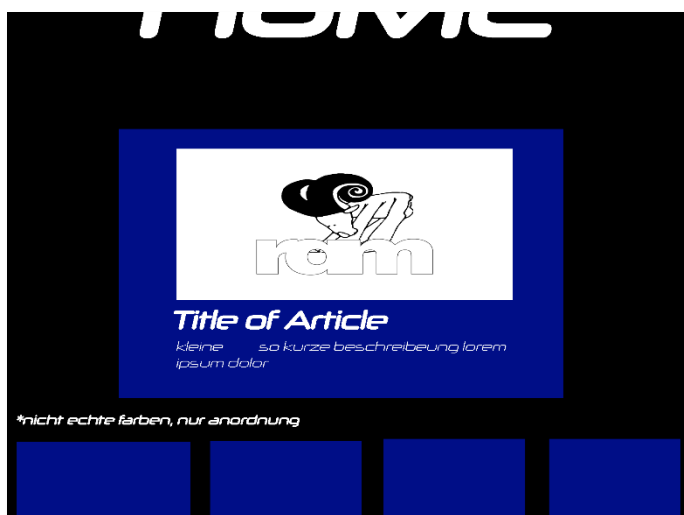 HOME
ram
Title of Article
kleine so kurze beschreibeung lorem
ipsum dolor
*nicht echte farben, nur anordnung